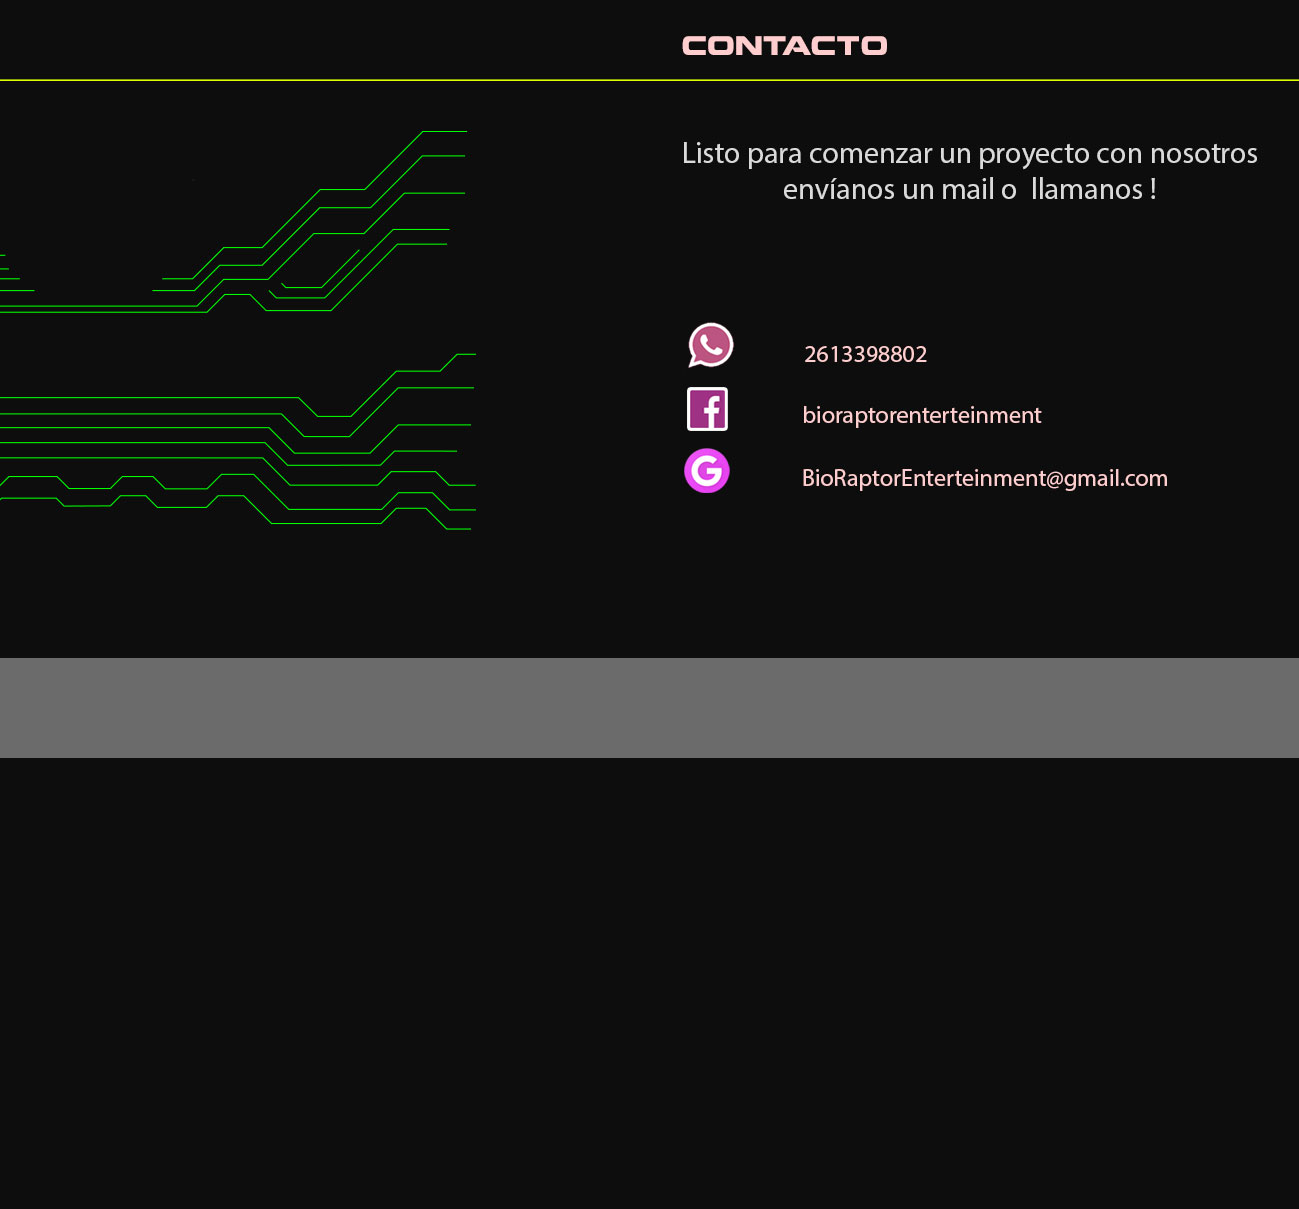 CONTACTO
Listo para comenzar un proyecto con nosotros
envíanos un mail o  llamanos !
2613398802
bioraptorenterteinment
BioRaptorEnterteinment@gmail.com